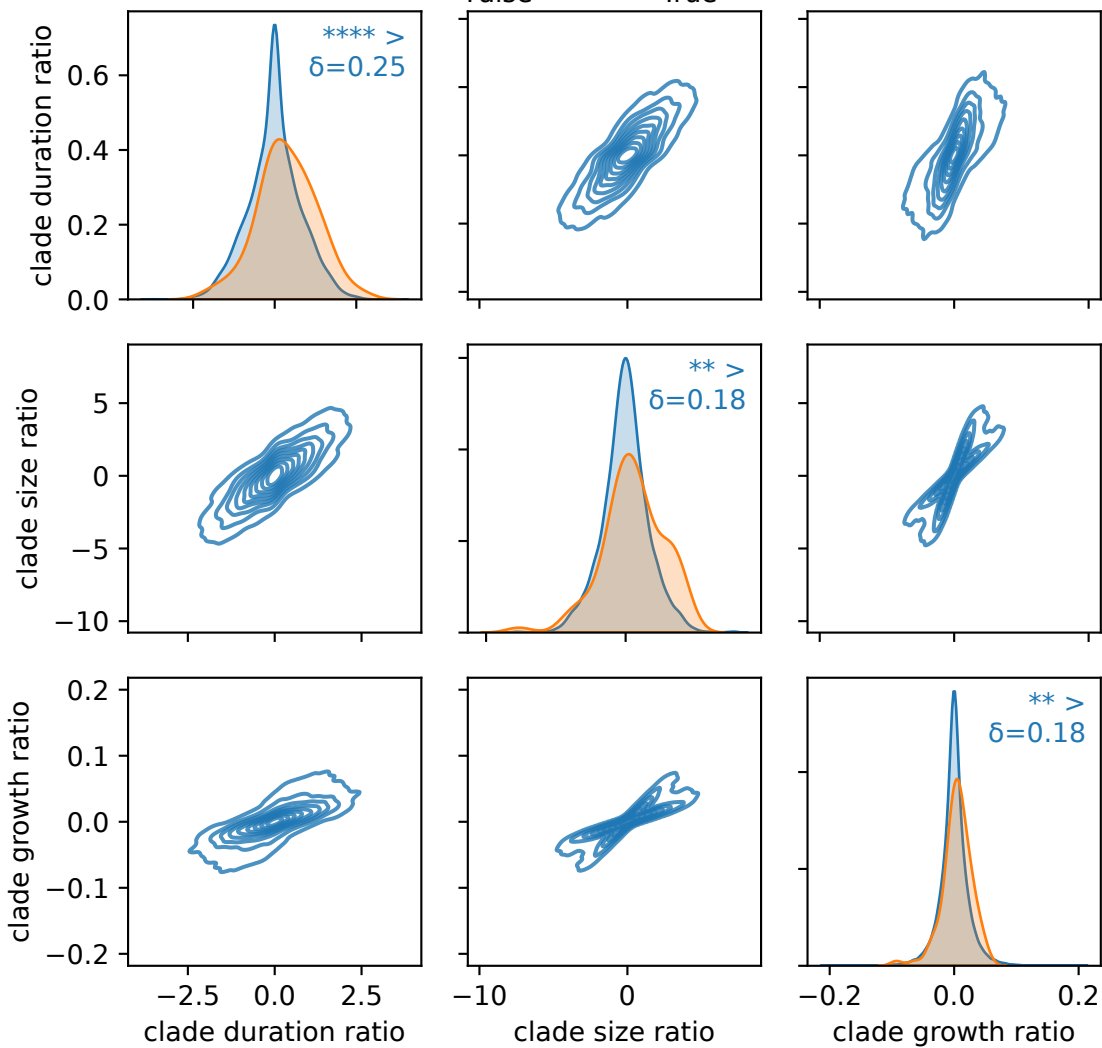 clade duration ratio
0.6
0.4
0.2
0.0
**** >
δ=0.25
clade size ratio
5
0
−5
−10
** >
δ=0.18
clade growth ratio
0.2
0.1
0.0
−0.1
−0.2
** >
δ=0.18
−2.5
0.0
2.5
−10
0
−0.2
0.0
0.2
clade duration ratio
clade size ratio
clade growth ratio